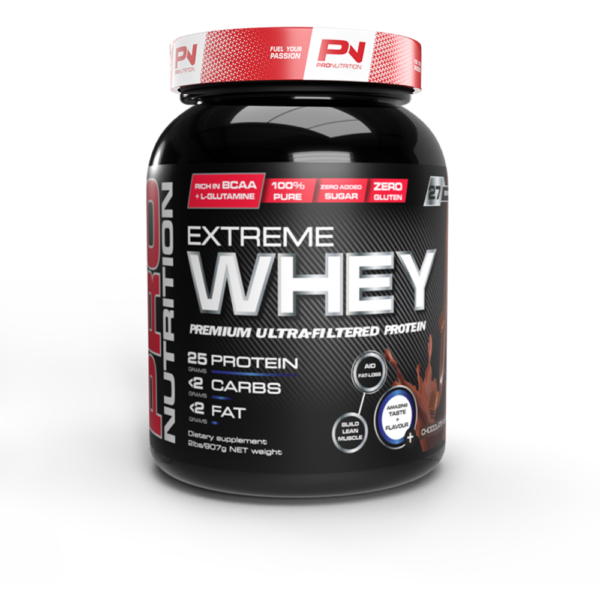 PN
PRONUTRITION
FUEL YOUR
PASSION
PN
PRONUTRITION
RICH IN BCAA
+ L-GLUTAMINE
100%
PURE
ZERO ADDED
SUGAR
ZERO
GLUTEN
27
PRO
NUTRITION
EXTREME
WHEY
PREMIUM ULTRA-FILTERED PROTEIN
25 PROTEIN
GRAMS
<2 CARBS
GRAMS
<2 FAT
GRAMS
AID
FAT-LOSS
AMAZING
TASTE
+
FLAVOUR
BUILD
LEAN
MUSCLE
+
Dietary supplement
2lbs/907g NET weight